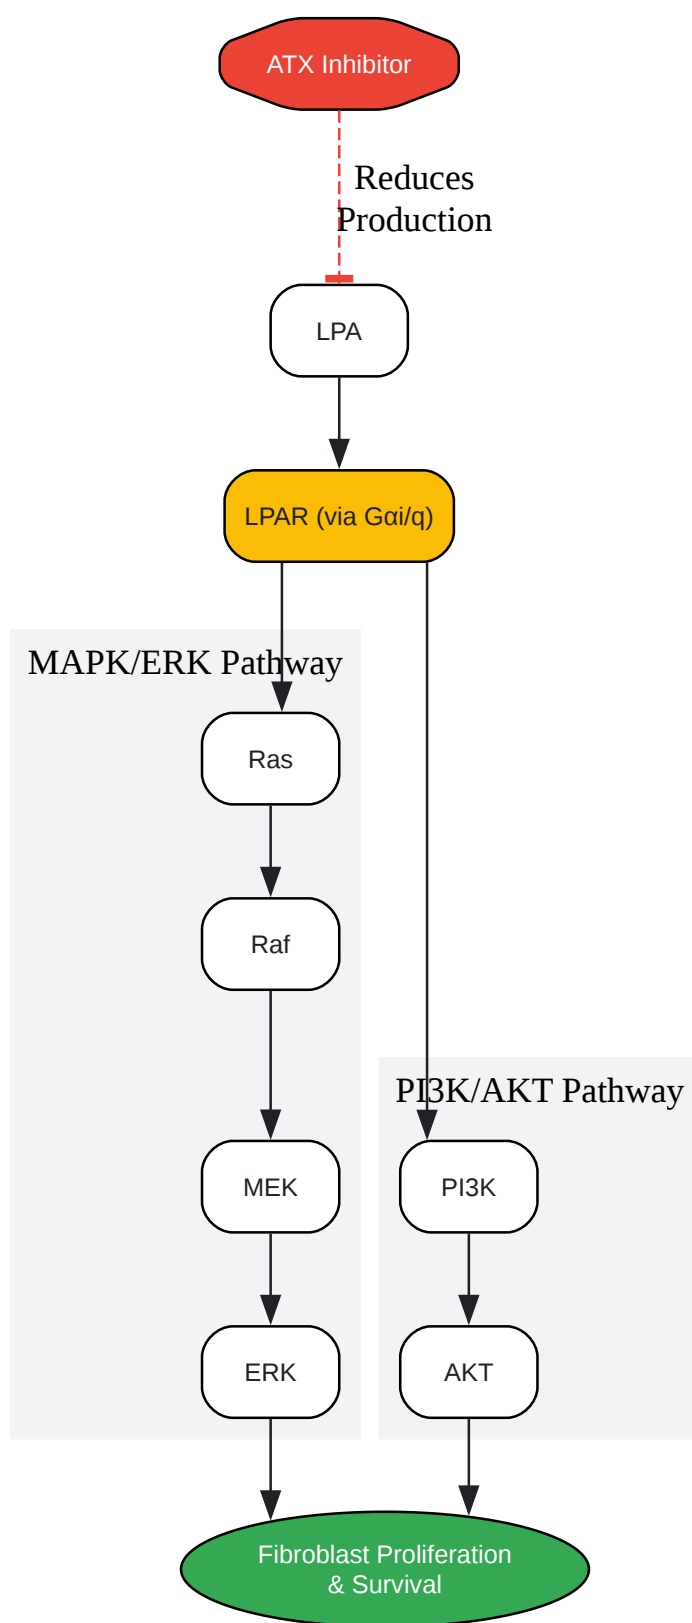 ATX Inhibitor
Reduces
Production
LPA
LPAR (via Gαi/q)
MAPK/ERK Pathway
Ras
Raf
PI3K/AKT Pathway
MEK
PI3K
ERK
AKT
Fibroblast Proliferation
& Survival